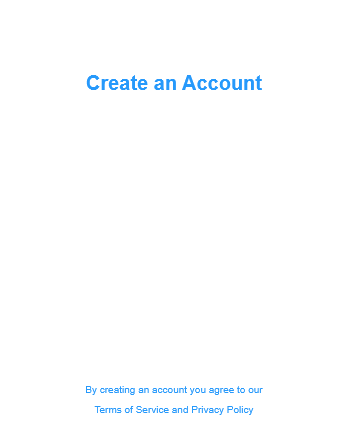 Create an Account
By creating an account you agree to our
Terms of Service and Privacy Policy